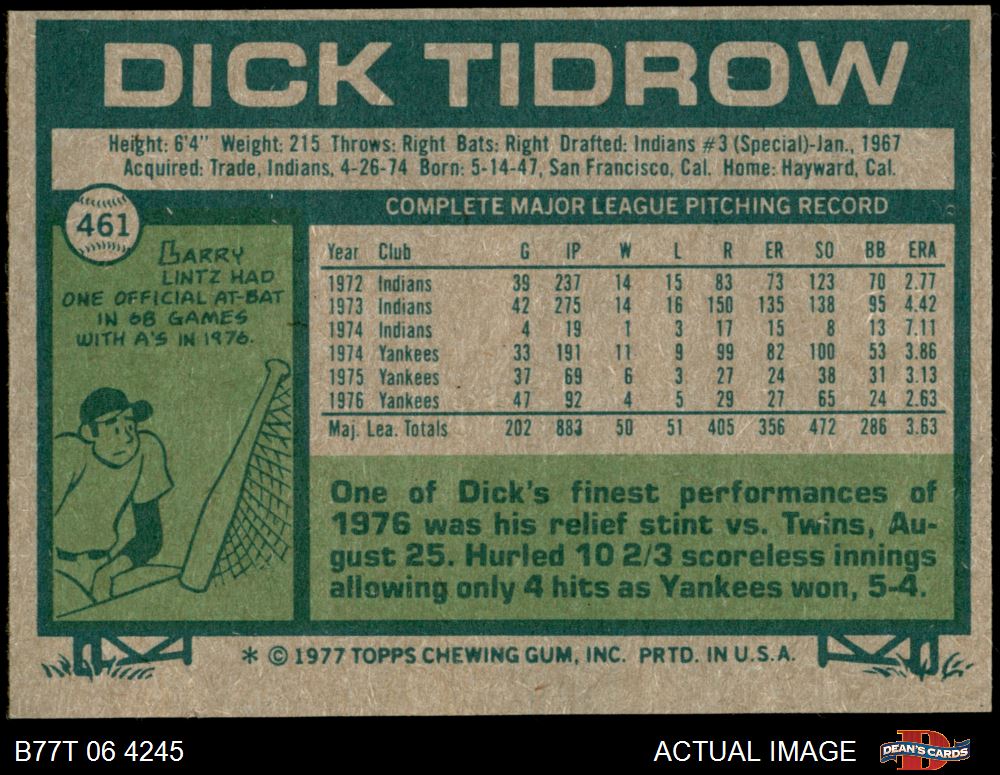 DICK TIDROW
Height: 6'4" Weight: 215 Throws: Right Bats: Right Drafted: Indians #3 (Special)-Jan., 1967
Acquired: Trade, Indians, 4-26-74 Born: 5-14-47, San Francisco, Cal. Home: Hayward, Cal.
461
LARRY
LINTZ HAD
ONE OFFICIAL AT-BAT
IN 68 GAMES
WITH A'S IN 1976.
COMPLETE MAJOR LEAGUE PITCHING RECORD
Year Club G IP W L R ER SO BB ERA
1972 Indians 39 237 14 15 83 73 123 70 2.77
1973 Indians 42 275 14 16 150 135 138 95 4.42
1974 Indians 4 19 1 3 17 15 8 13 7.11
1974 Yankees 33 191 11 9 99 82 100 53 3.86
1975 Yankees 37 69 6 3 27 24 38 31 3.13
1976 Yankees 47 92 4 5 29 27 65 24 2.63
Maj. Lea. Totals 202 883 50 51 405 356 472 286 3.63
One of Dick's finest performances of
1976 was his relief stint vs. Twins, Au-
gust 25. Hurled 10 2/3 scoreless innings
allowing only 4 hits as Yankees won, 5-4.
* © 1977 TOPPS CHEWING GUM, INC. PRTD. IN U.S.A.
B77T 06 4245
ACTUAL IMAGE
D
DEAN'S CARDS